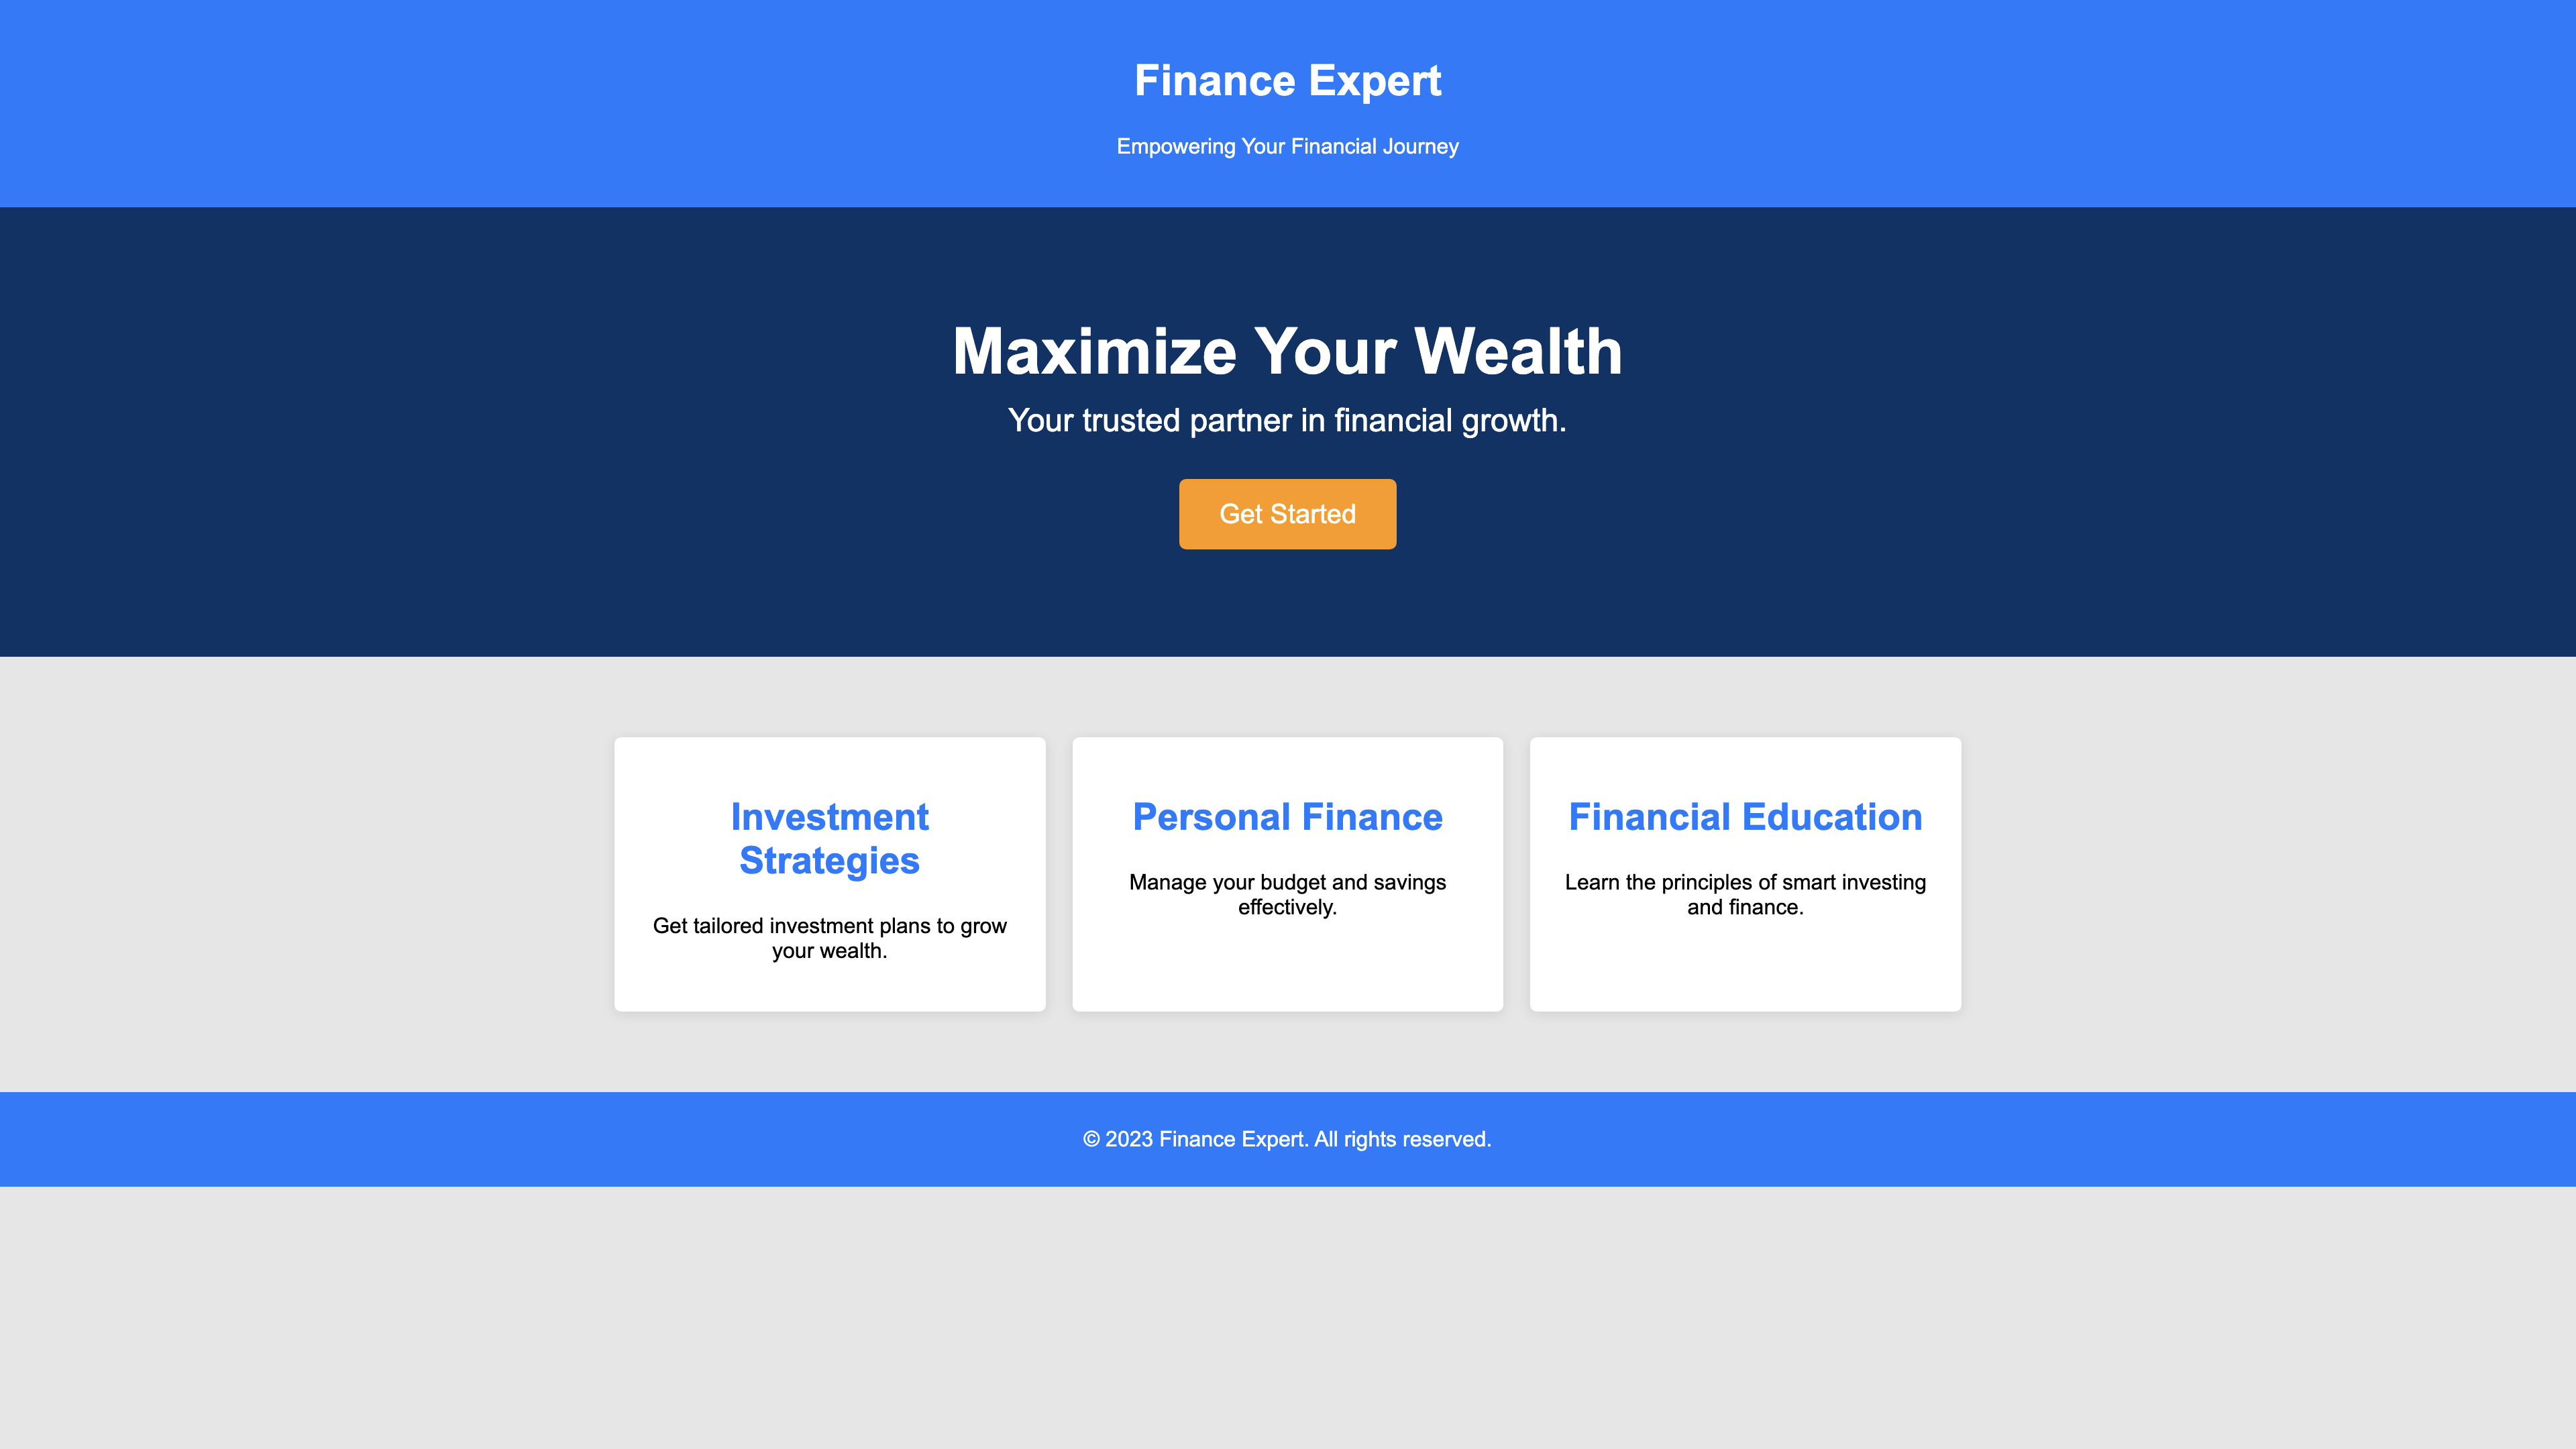 Finance Expert
Empowering Your Financial Journey
Maximize Your Wealth
Your trusted partner in financial growth.
Get Started
Investment
Strategies
Get tailored investment plans to grow
your wealth.
Personal Finance
Manage your budget and savings
effectively.
Financial Education
Learn the principles of smart investing
and finance.
© 2023 Finance Expert. All rights reserved.